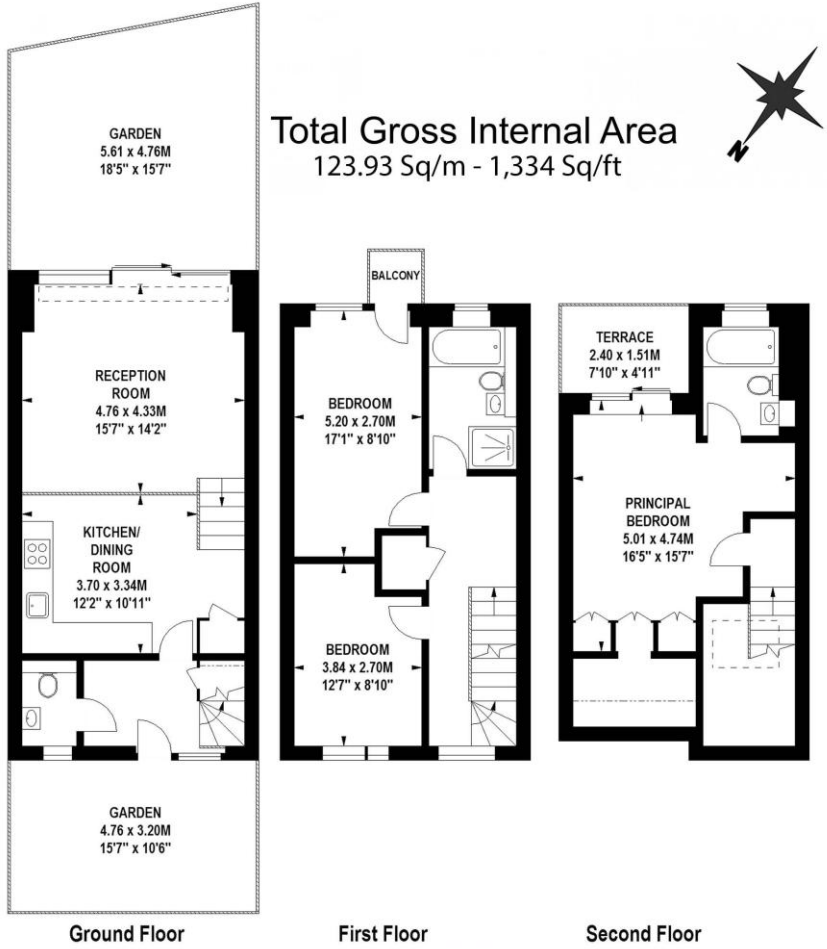 Total Gross Internal Area
123.93 Sq/m - 1,334 Sq/ft
N
GARDEN
5.61 x 4.76M
18'5" x 15'7"
RECEPTION
ROOM
4.76 x 4.33M
15'7" x 14'2"
KITCHEN/
DINING
ROOM
3.70 x 3.34M
12'2" x 10'11"
GARDEN
4.76 x 3.20M
15'7" x 10'6"
Ground Floor
BALCONY
BEDROOM
5.20 x 2.70M
17'1" x 8'10"
BEDROOM
3.84 x 2.70M
12'7" x 8'10"
First Floor
TERRACE
2.40 x 1.51M
7'10" x 4'11"
PRINCIPAL
BEDROOM
5.01 x 4.74M
16'5" x 15'7"
Second Floor